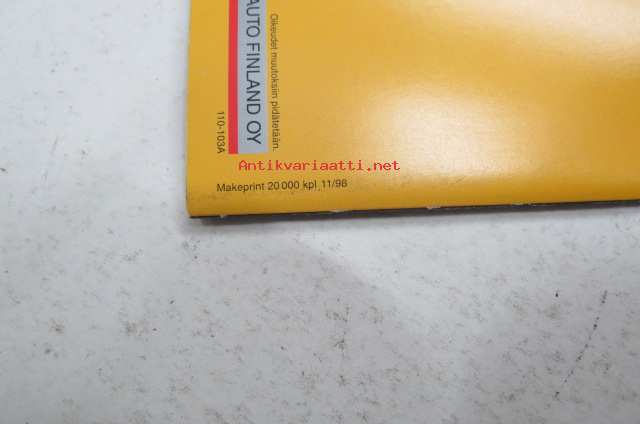 AUTO FINLAND OY
Oikeudet muutoksiin pidätetään.
110-103A
Antikvariaatti.net
Makeprint 20 000 kpl 11/98